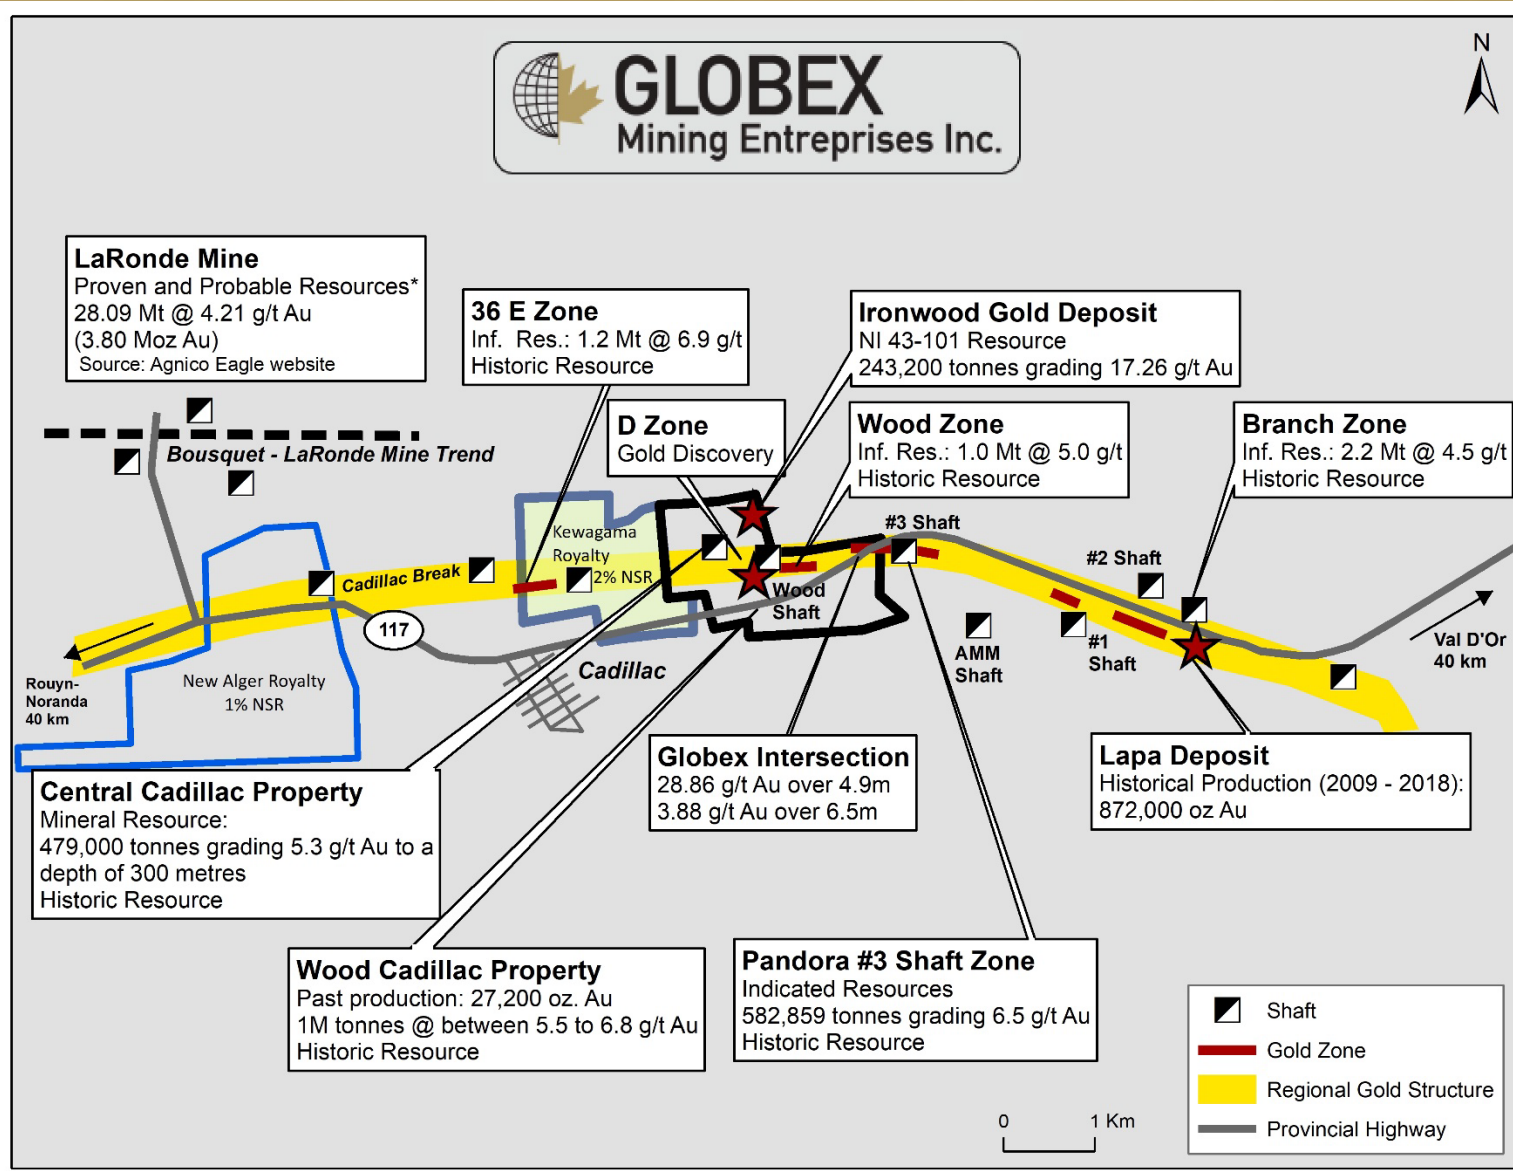 N
GLOBEX
Mining Entreprises Inc.
LaRonde Mine
Proven and Probable Resources*
28.09 Mt @ 4.21 g/t Au
(3.80 Moz Au)
Source: Agnico Eagle website
36 E Zone
Inf. Res.: 1.2 Mt @ 6.9 g/t
Historic Resource
Ironwood Gold Deposit
NI 43-101 Resource
243,200 tonnes grading 17.26 g/t Au
D Zone
Gold Discovery
Wood Zone
Inf. Res.: 1.0 Mt @ 5.0 g/t
Historic Resource
Branch Zone
Inf. Res.: 2.2 Mt @ 4.5 g/t
Historic Resource
Bousquet - LaRonde Mine Trend
Kewagama
Royalty
2% NSR
#3 Shaft
#2 Shaft
Cadillac Break
Wood
Shaft
117
AMM
Shaft
#1
Shaft
Val D'Or
40 km
Rouyn-
Noranda
40 km
New Alger Royalty
1% NSR
Cadillac
Central Cadillac Property
Mineral Resource:
479,000 tonnes grading 5.3 g/t Au to a
depth of 300 metres
Historic Resource
Globex Intersection
28.86 g/t Au over 4.9m
3.88 g/t Au over 6.5m
Lapa Deposit
Historical Production (2009 - 2018):
872,000 oz Au
Wood Cadillac Property
Past production: 27,200 oz. Au
1M tonnes @ between 5.5 to 6.8 g/t Au
Historic Resource
Pandora #3 Shaft Zone
Indicated Resources
582,859 tonnes grading 6.5 g/t Au
Historic Resource
Shaft
Gold Zone
Regional Gold Structure
Provincial Highway
0 1 Km